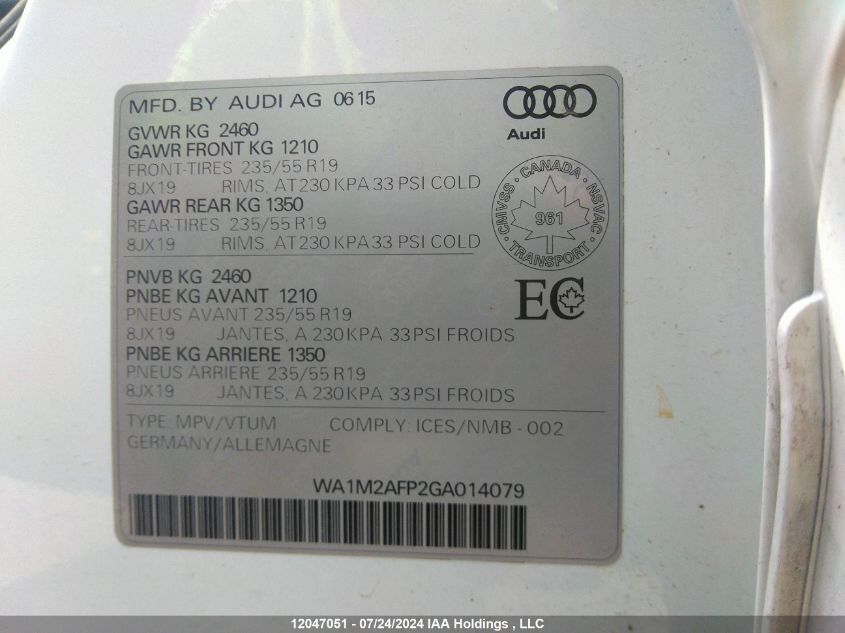 MFD. BY AUDI AG 0615
Audi
GVWR KG 2460
GAWR FRONT KG 1210
FRONT-TIRES 235/55 R19
8JX19 RIMS, AT 230 KPA 33 PSI COLD
GAWR REAR KG 1350
REAR-TIRES 235/55 R19
8JX19 RIMS, AT 230 KPA 33 PSI COLD
CANADA
CMVSS NSVAC
961
TRANSPORT
PNVB KG 2460
PNBE KG AVANT 1210
PNEUS AVANT 235/55 R19
8JX19 JANTES, A 230 KPA 33 PSI FROIDS
PNBE KG ARRIERE 1350
PNEUS ARRIERE 235/55 R19
8JX19 JANTES, A 230 KPA 33 PSI FROIDS
EC
TYPE: MPV/VTUM COMPLY: ICES/NMB - 002
GERMANY/ALLEMAGNE
WA1M2AFP2GA014079
12047051 - 07/24/2024 IAA Holdings , LLC